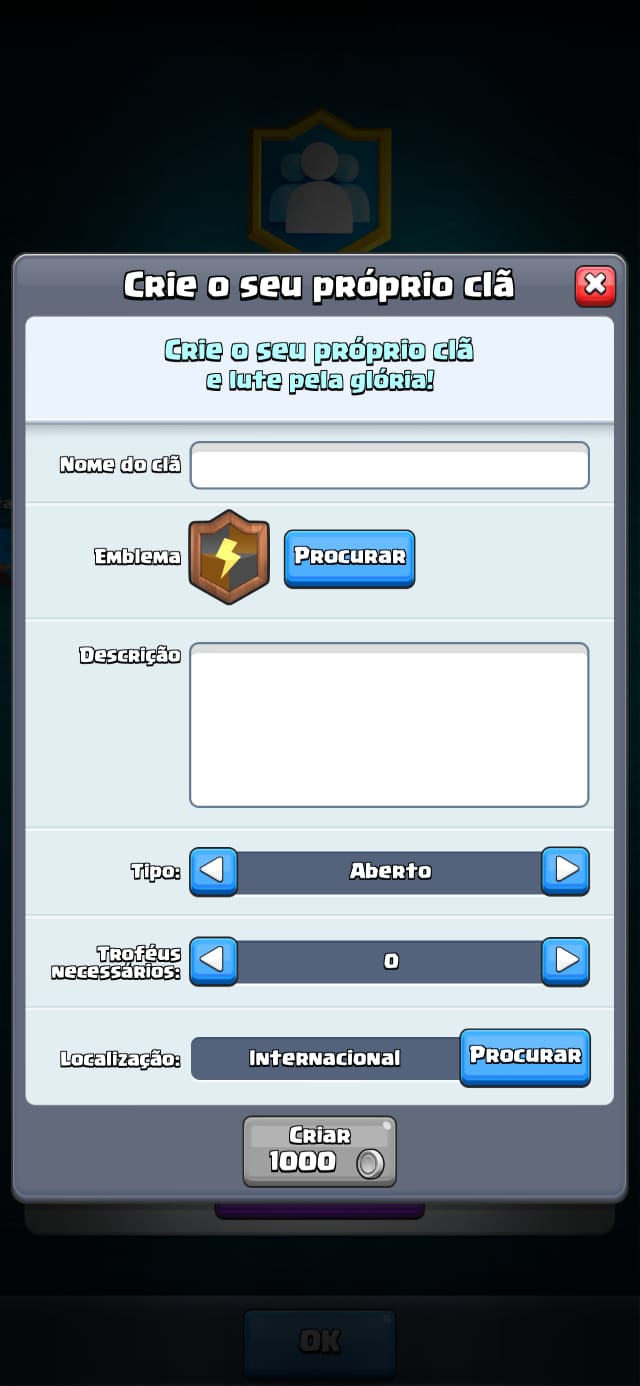 Crie o seu próprio clã
Crie o seu próprio clã
e lute pela glória!
Nome do clã
Emblema
Procurar
Descrição
Tipo:
Aberto
Troféus
necessários:
0
Localização:
Internacional
Procurar
Criar
1000
OK